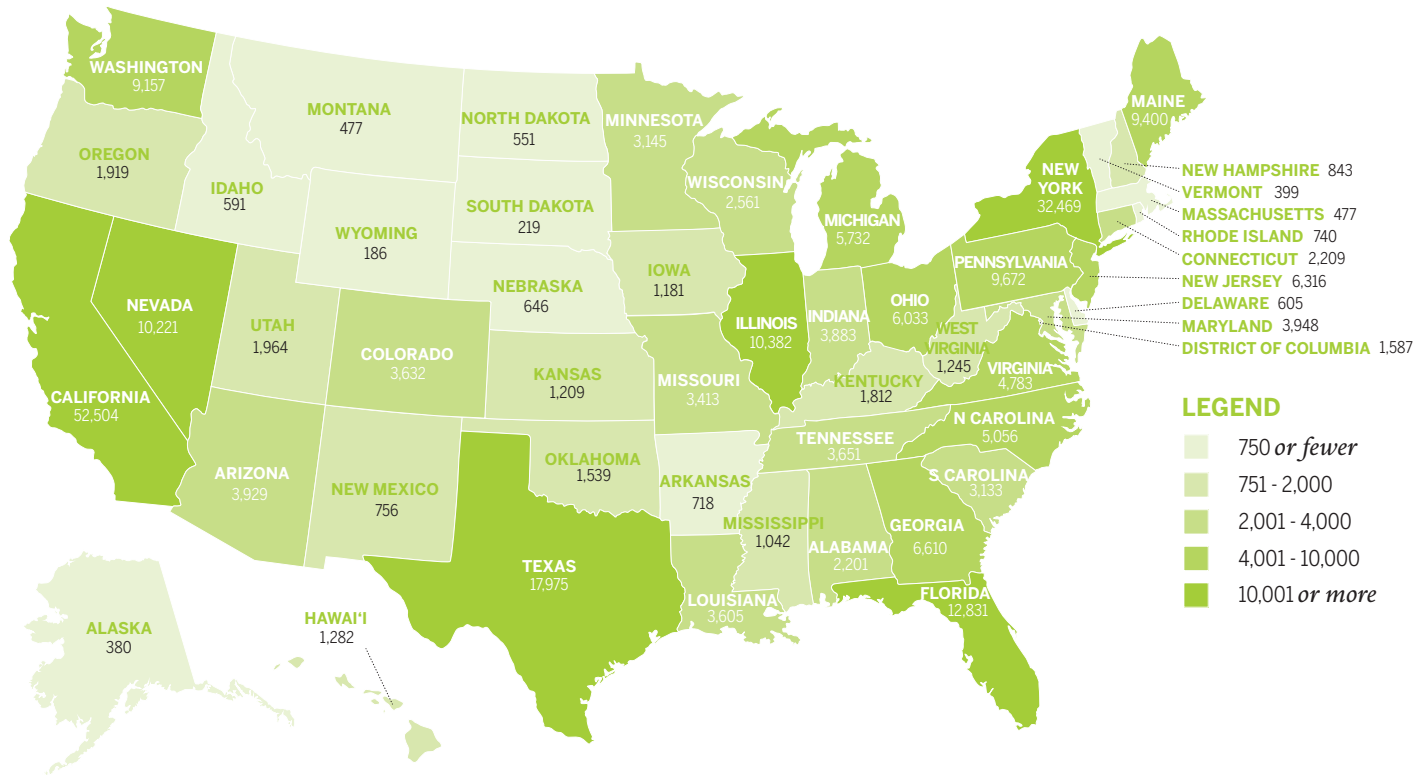 WASHINGTON
9,157
OREGON
1,919
CALIFORNIA
52,504
NEVADA
10,221
IDAHO
591
MONTANA
477
WYOMING
186
UTAH
1,964
COLORADO
3,632
ARIZONA
3,929
NEW MEXICO
756
NORTH DAKOTA
551
SOUTH DAKOTA
219
NEBRASKA
646
KANSAS
1,209
OKLAHOMA
1,539
TEXAS
17,975
MINNESOTA
3,145
IOWA
1,181
MISSOURI
3,413
ARKANSAS
718
LOUISIANA
3,605
WISCONSIN
2,561
ILLINOIS
10,382
MICHIGAN
5,732
INDIANA
3,883
OHIO
6,033
KENTUCKY
1,812
TENNESSEE
3,651
MISSISSIPPI
1,042
ALABAMA
2,201
GEORGIA
6,610
FLORIDA
12,831
S CAROLINA
3,133
N CAROLINA
5,056
VIRGINIA
4,783
WEST
VIRGINIA
1,245
PENNSYLVANIA
9,672
NEW
YORK
32,469
MAINE
9,400
NEW HAMPSHIRE 843
VERMONT 399
MASSACHUSETTS 477
RHODE ISLAND 740
CONNECTICUT 2,209
NEW JERSEY 6,316
DELAWARE 605
MARYLAND 3,948
DISTRICT OF COLUMBIA 1,587
ALASKA
380
HAWAI‘I
1,282
LEGEND
750 or fewer
751 - 2,000
2,001 - 4,000
4,001 - 10,000
10,001 or more